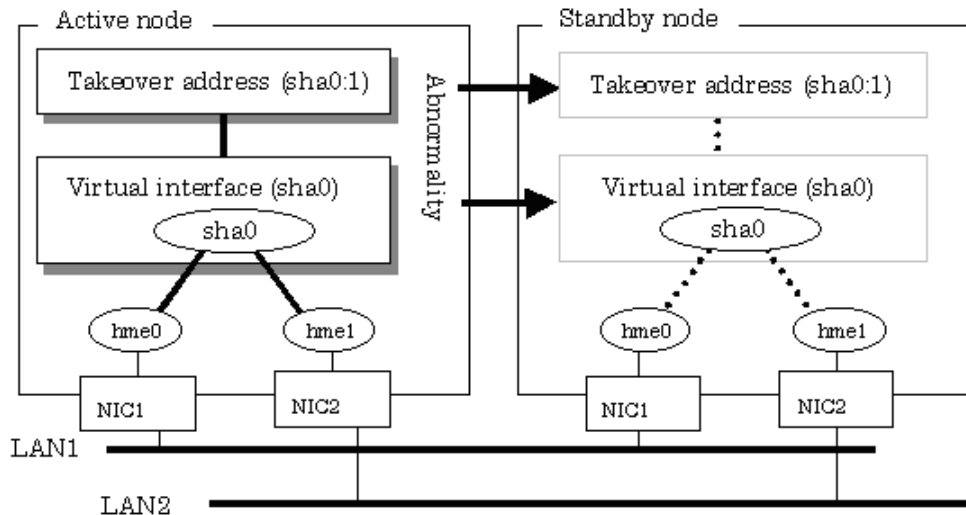 Active node
Takeover address (sha0:1)
Virtual interface (sha0)
sha0
hme0
hme1
NIC1
NIC2
Abnormality
Standby node
Takeover address (sha0:1)
Virtual interface (sha0)
sha0
hme0
hme1
NIC1
NIC2
LAN1
LAN2